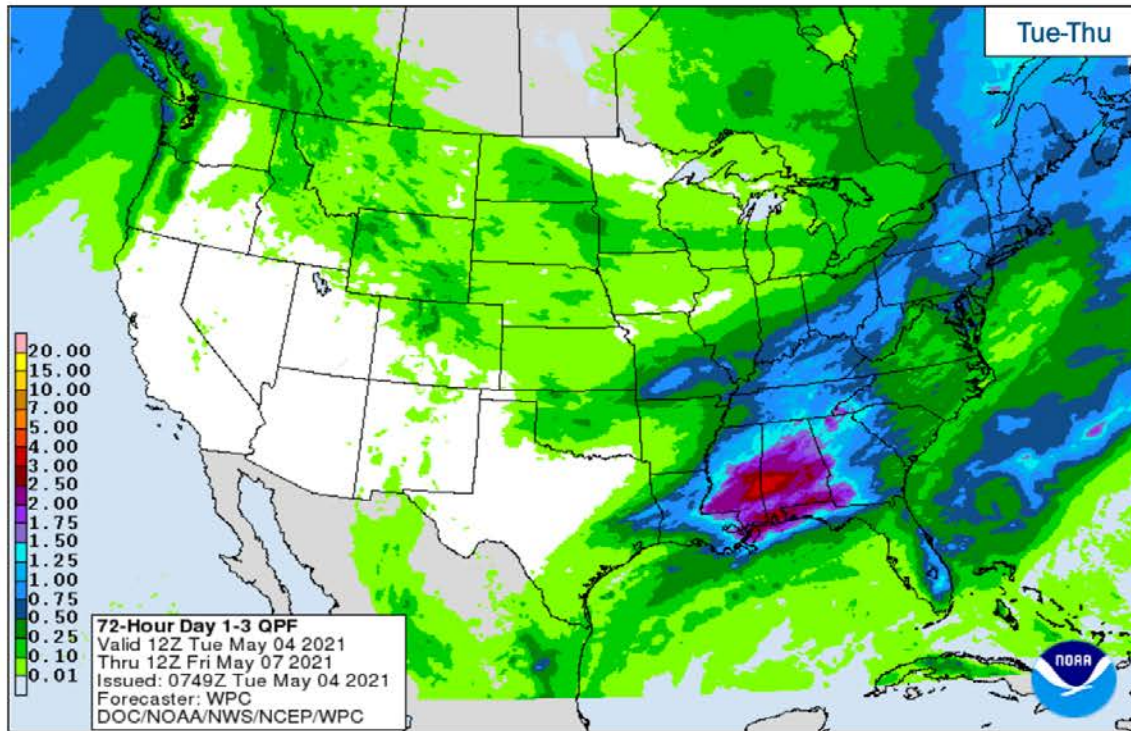 Tue-Thu
20.00
15.00
10.00
7.00
5.00
4.00
3.00
2.50
2.00
1.75
1.50
1.25
1.00
0.75
0.50
0.25
0.10
0.01
72-Hour Day 1-3 QPF
Valid 12Z Tue May 04 2021
Thru 12Z Fri May 07 2021
Issued: 0749Z Tue May 04 2021
Forecaster: WPC
DOC/NOAA/NWS/NCEP/WPC
NOAA